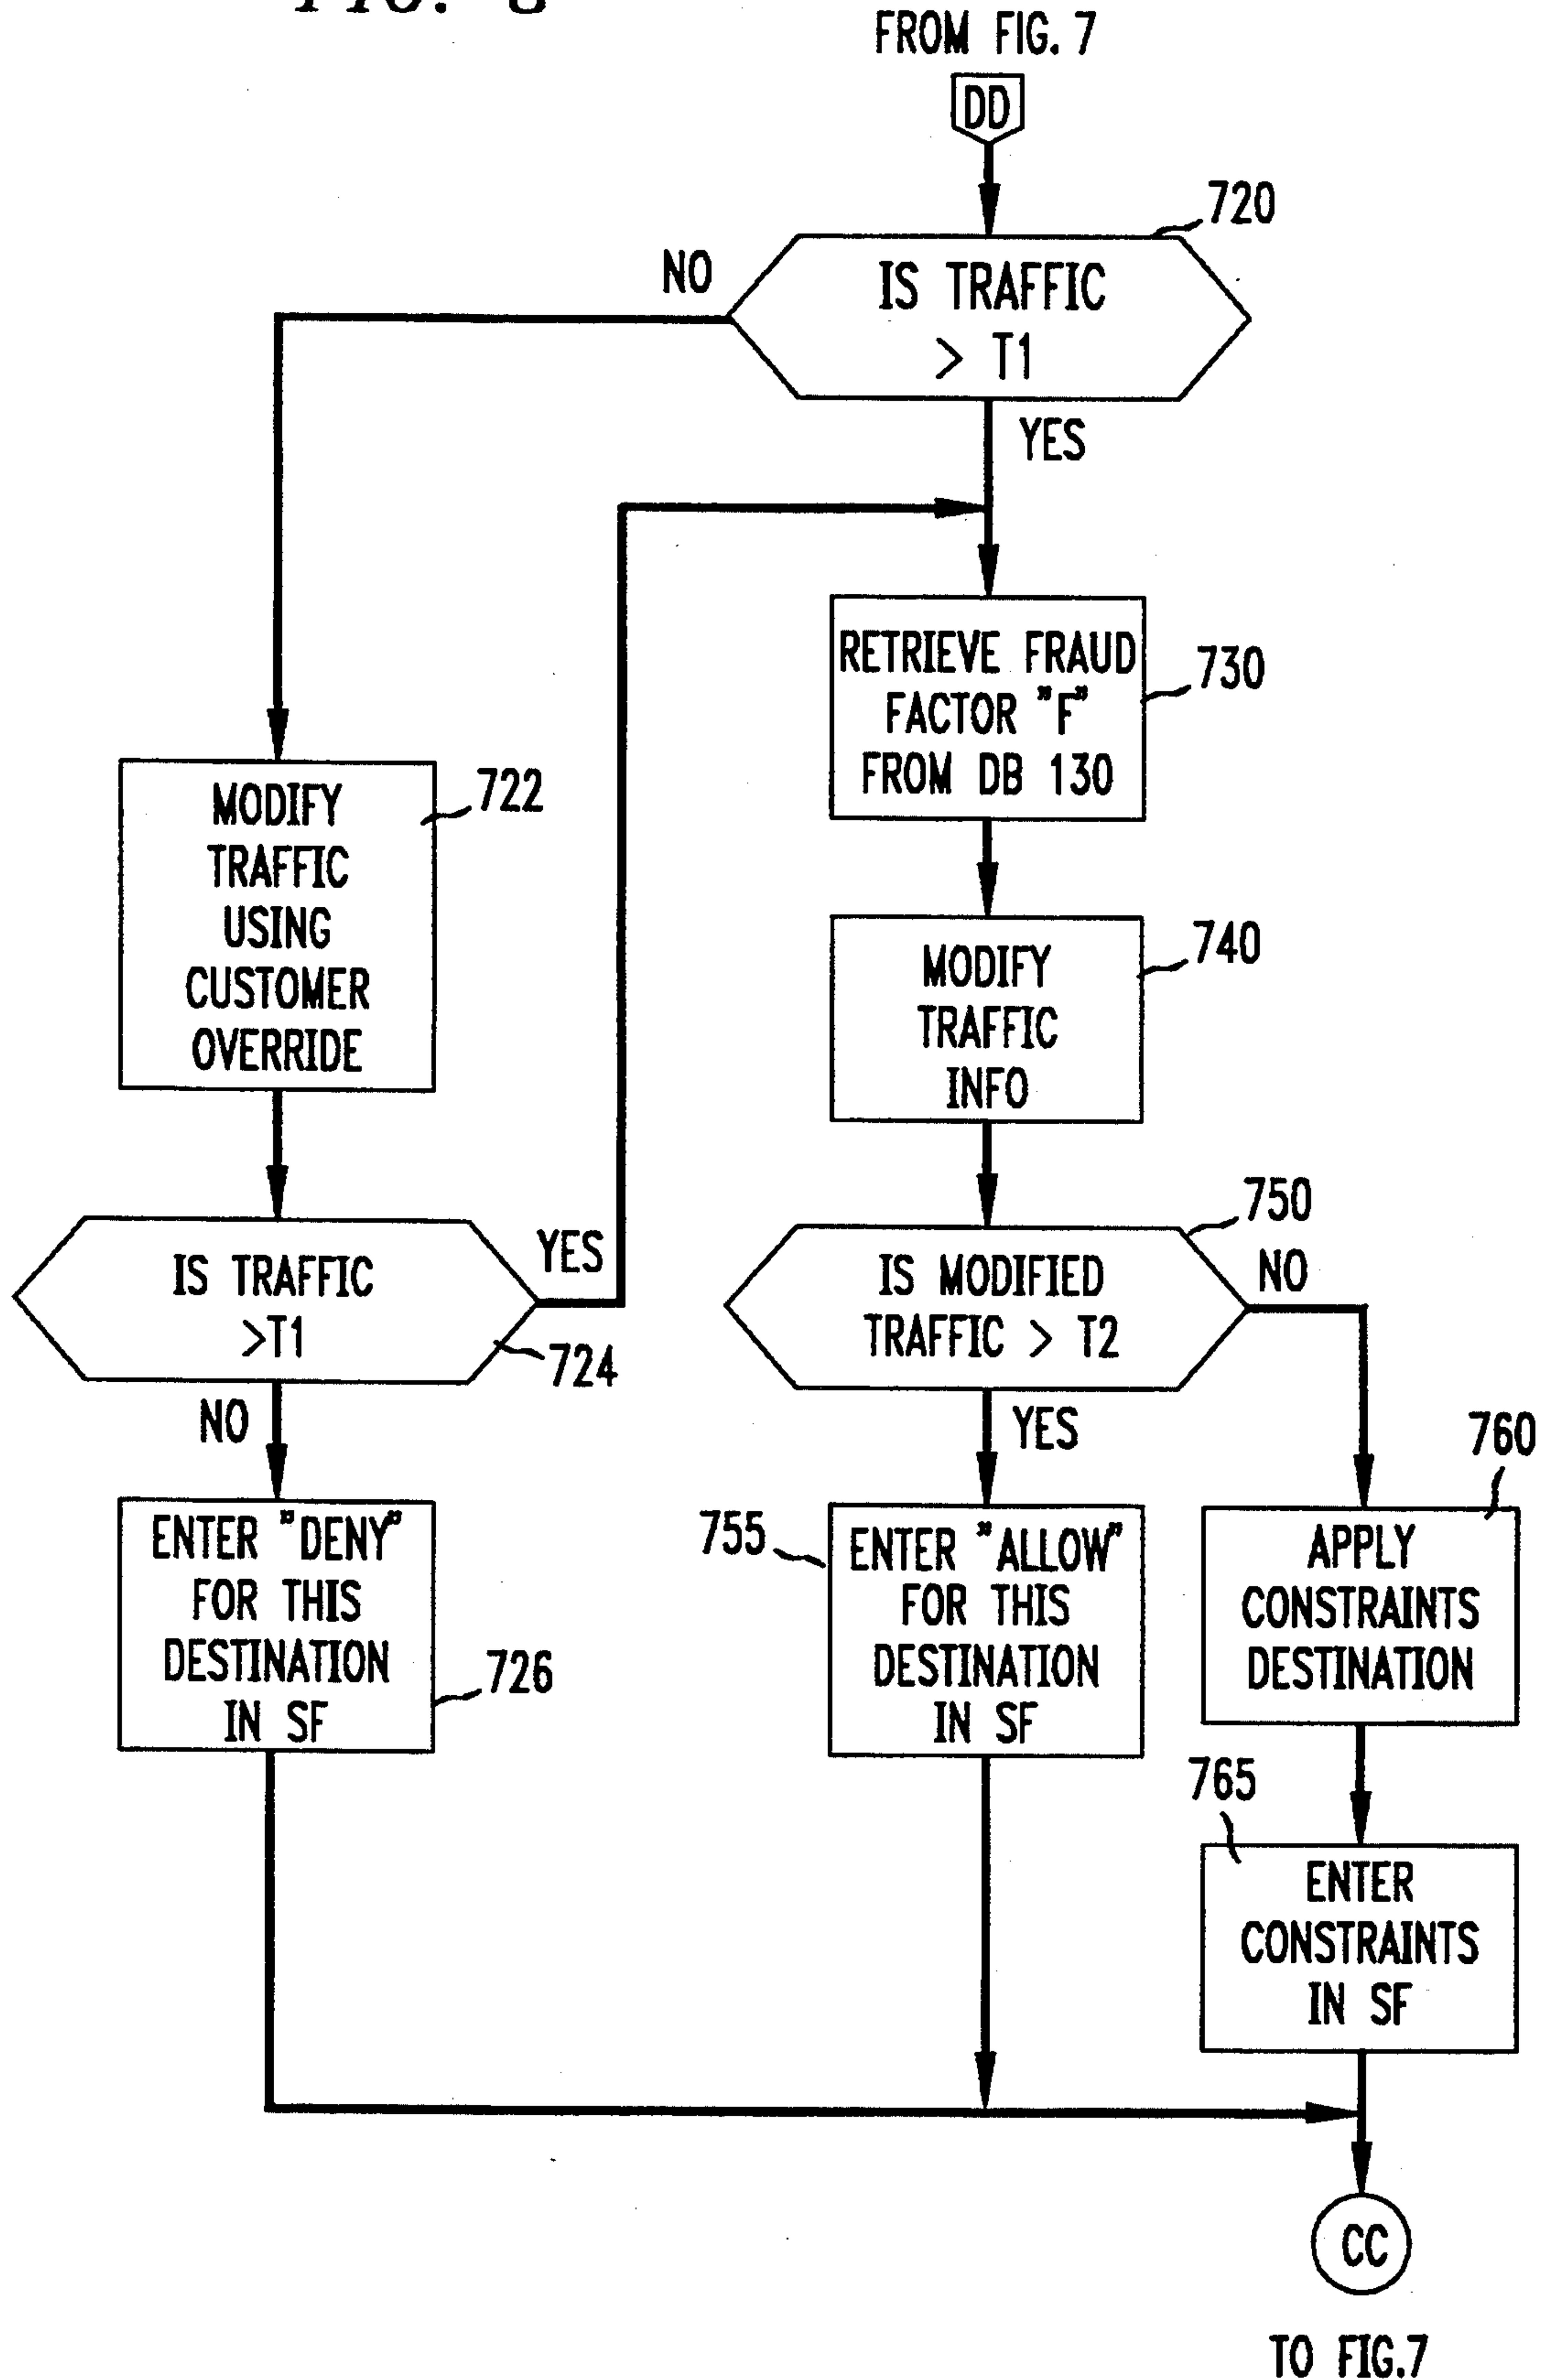 FIG. 8
FROM FIG. 7
DD
720
IS TRAFFIC
> T1
NO
YES
RETRIEVE FRAUD
FACTOR "F"
FROM DB 130
730
MODIFY
TRAFFIC
USING
CUSTOMER
OVERRIDE
722
MODIFY
TRAFFIC
INFO
740
IS TRAFFIC
>T1
724
YES
NO
750
IS MODIFIED
TRAFFIC > T2
NO
YES
ENTER "DENY"
FOR THIS
DESTINATION
IN SF
726
755
ENTER "ALLOW"
FOR THIS
DESTINATION
IN SF
760
APPLY
CONSTRAINTS
DESTINATION
765
ENTER
CONSTRAINTS
IN SF
CC
TO FIG.7